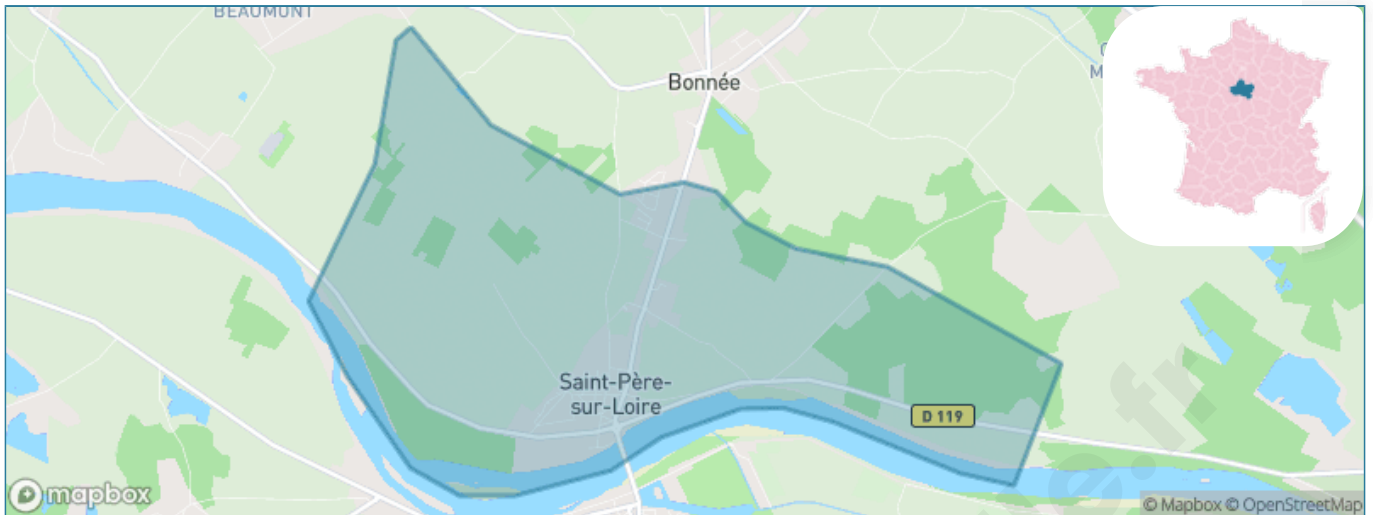 BEAUMONT
Bonnée
Saint-Père-
sur-Loire
D 119
mapbox
© Mapbox © OpenStreetMap